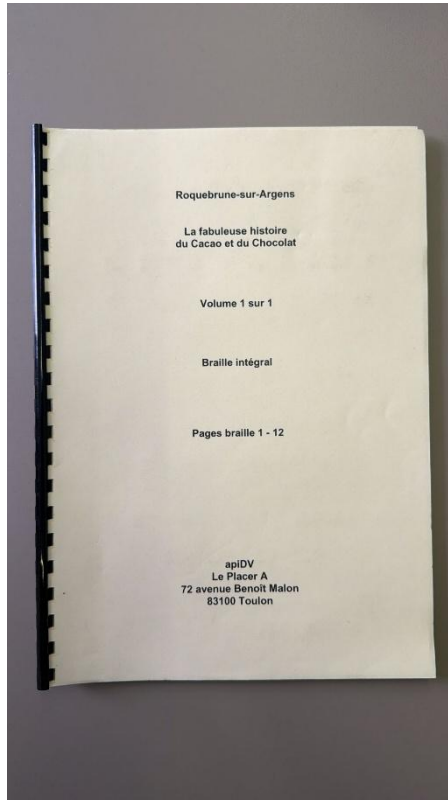 Roquebrune-sur-Argens
La fabuleuse histoire
du Cacao et du Chocolat
Volume 1 sur 1
Braille intégral
Pages braille 1 - 12
apiDV
Le Placer A
72 avenue Benoît Malon
83100 Toulon